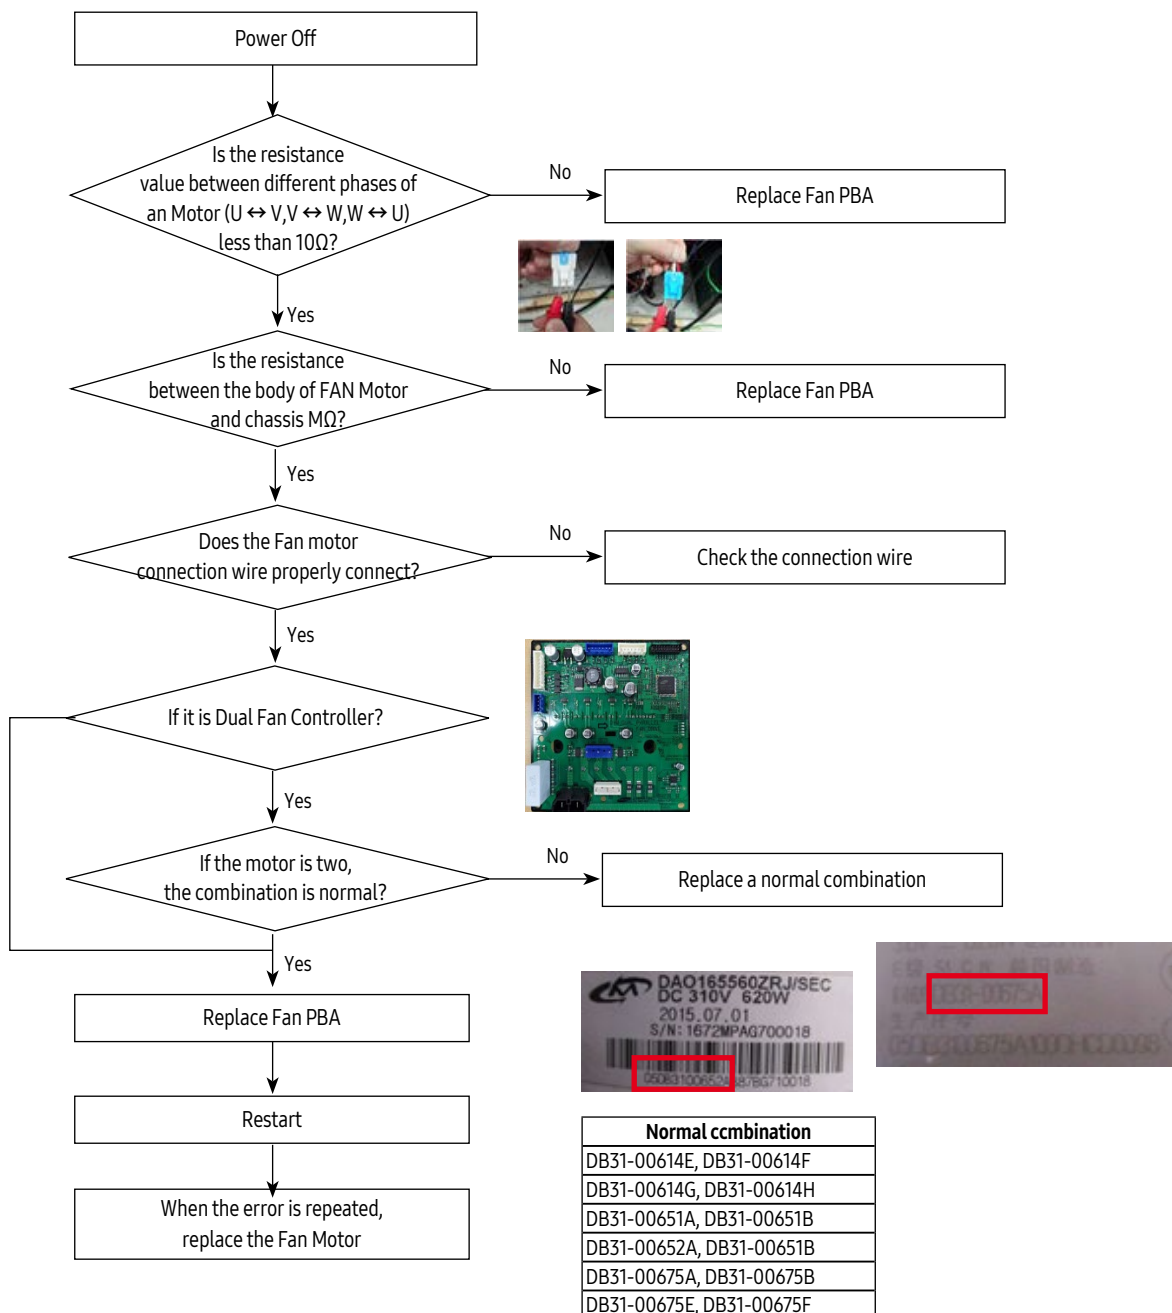 Power Off
Is the resistance
value between different phases of
an Motor (U ↔ V,V ↔ W,W ↔ U)
less than 10Ω?
No
Replace Fan PBA
Yes
Is the resistance
between the body of FAN Motor
and chassis MΩ?
No
Replace Fan PBA
Yes
Does the Fan motor
connection wire properly connect?
No
Check the connection wire
Yes
If it is Dual Fan Controller?
Yes
If the motor is two,
the combination is normal?
No
Replace a normal combination
Yes
Replace Fan PBA
Restart
When the error is repeated,
replace the Fan Motor
DAO165560ZRJ/SEC
DC 310V 620W
2015.07.01
S/N:1672MPAG700018
DB31-00675A
Normal ccmbination
DB31-00614E, DB31-00614F
DB31-00614G, DB31-00614H
DB31-00651A, DB31-00651B
DB31-00652A, DB31-00651B
DB31-00675A, DB31-00675B
DB31-00675E, DB31-00675F